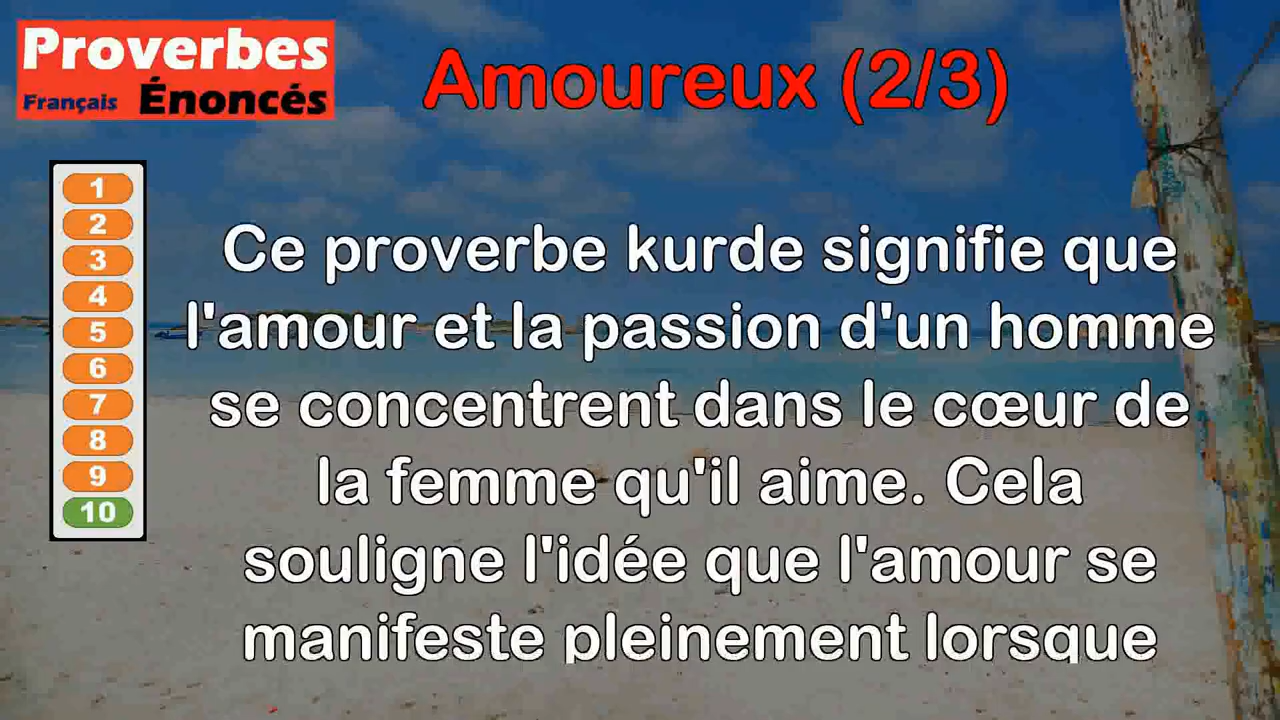 Proverbes
Français Énoncés
Amoureux (2/3)
1
2
3
4
5
6
7
8
9
10
Ce proverbe kurde signifie que
l'amour et la passion d'un homme
se concentrent dans le cœur de
la femme qu'il aime. Cela
souligne l'idée que l'amour se
manifeste pleinement lorsque